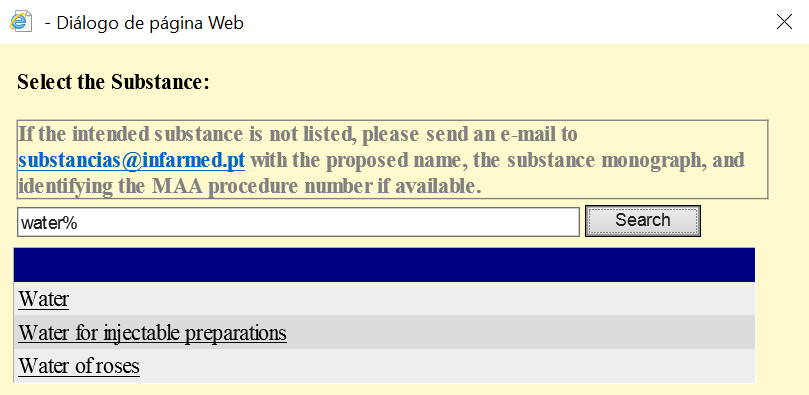 - Diálogo de página Web
Select the Substance:
If the intended substance is not listed, please send an e-mail to
substancias@infarmed.pt with the proposed name, the substance monograph, and
identifying the MAA procedure number if available.
water%
Search
Water
Water for injectable preparations
Water of roses